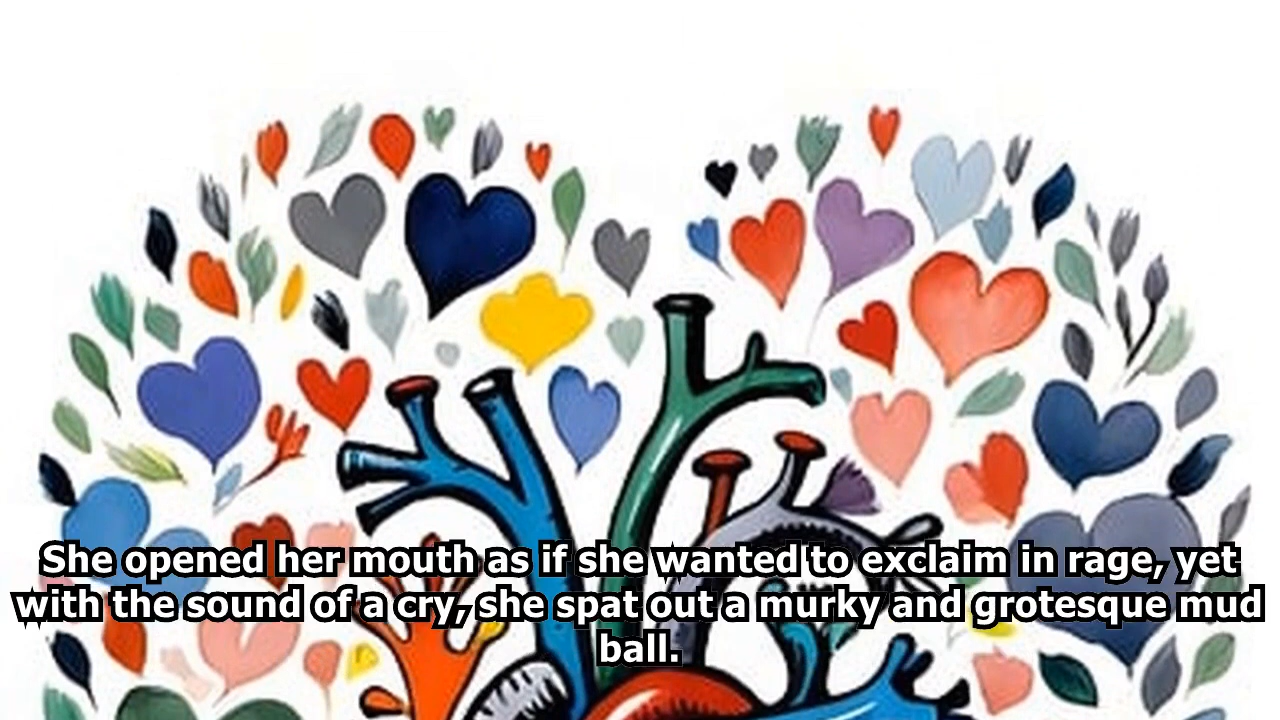 She opened her mouth as if she wanted to exclaim in rage, yet
with the sound of a cry, she spat out a murky and grotesque mud
ball.